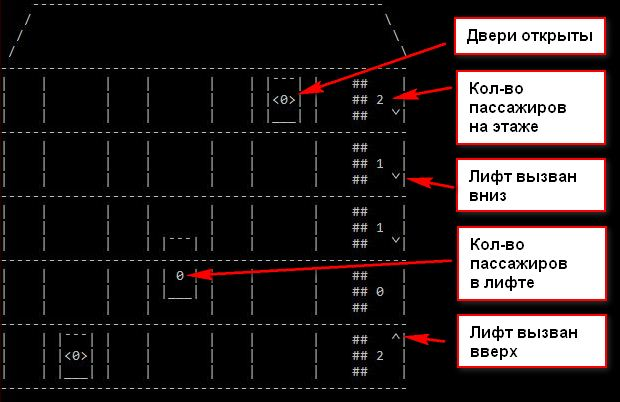 Двери открыты
<0>
##
## 2
## v
Кол-во
пассажиров
на этаже
##
## 1
## v
Лифт вызван
вниз
##
## 1
## v
Кол-во
пассажиров
в лифте
0
##
## 0
##
Лифт вызван
вверх
<0>
## ^
## 2
##